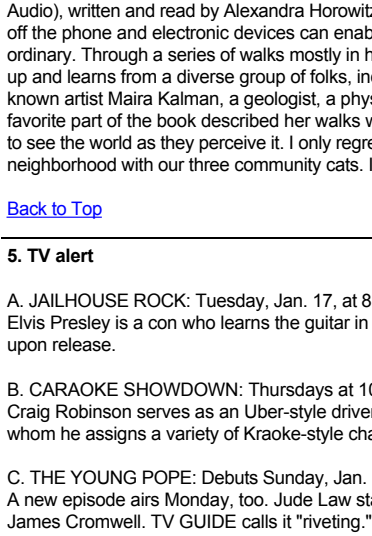 Audio), written and read by Alexandra Horowitz
off the phone and electronic devices can enab
ordinary. Through a series of walks mostly in h
up and learns from a diverse group of folks, in
known artist Maira Kalman, a geologist, a phys
favorite part of the book described her walks w
to see the world as they perceive it. I only regre
neighborhood with our three community cats. I
Back to Top
5. TV alert
A. JAILHOUSE ROCK: Tuesday, Jan. 17, at 8
Elvis Presley is a con who learns the guitar in
upon release.
B. CARAOKE SHOWDOWN: Thursdays at 10
Craig Robinson serves as an Uber-style driver
whom he assigns a variety of Kraoke-style cha
C. THE YOUNG POPE: Debuts Sunday, Jan.
A new episode airs Monday, too. Jude Law sta
James Cromwell. TV GUIDE calls it "riveting."